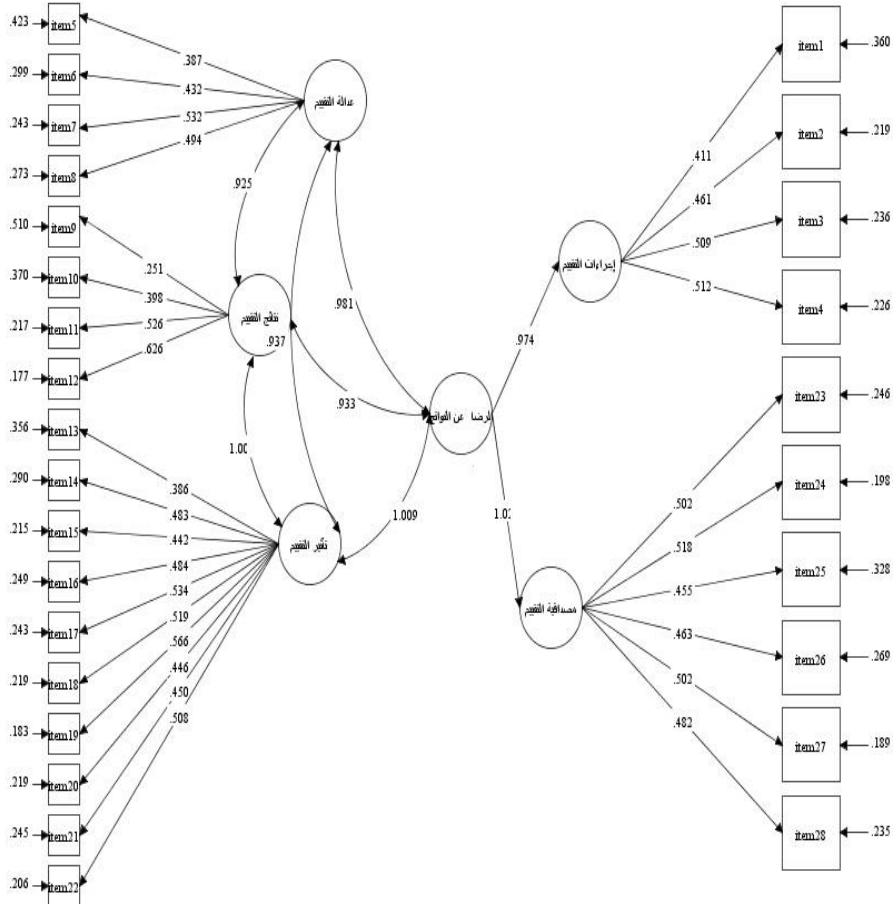 .423 item5
.299 item6
.243 item7
.273 item8
.510 item9
.370 item10
.217 item11
.177 item12
.356 item13
.290 item14
.215 item15
.249 item16
.243 item17
.219 item18
.183 item19
.219 item20
.245 item21
.206 item22
.387
.432
.532
.494
.251
.398
.526
.626
.386
.483
.442
.484
.534
.519
.566
.446
.450
.508
عدالة التقييم
نتائج التقييم
تأثير التقييم
.925
.937
.981
.933
1.00
1.009
عن
.974
إجراءات التقييم
مصداقية التقييم
.411
.461
.509
.512
.502
.518
.455
.463
.502
.482
item1 .360
item2 .219
item3 .236
item4 .226
item23 .246
item24 .198
item25 .328
item26 .269
item27 .189
item28 .235